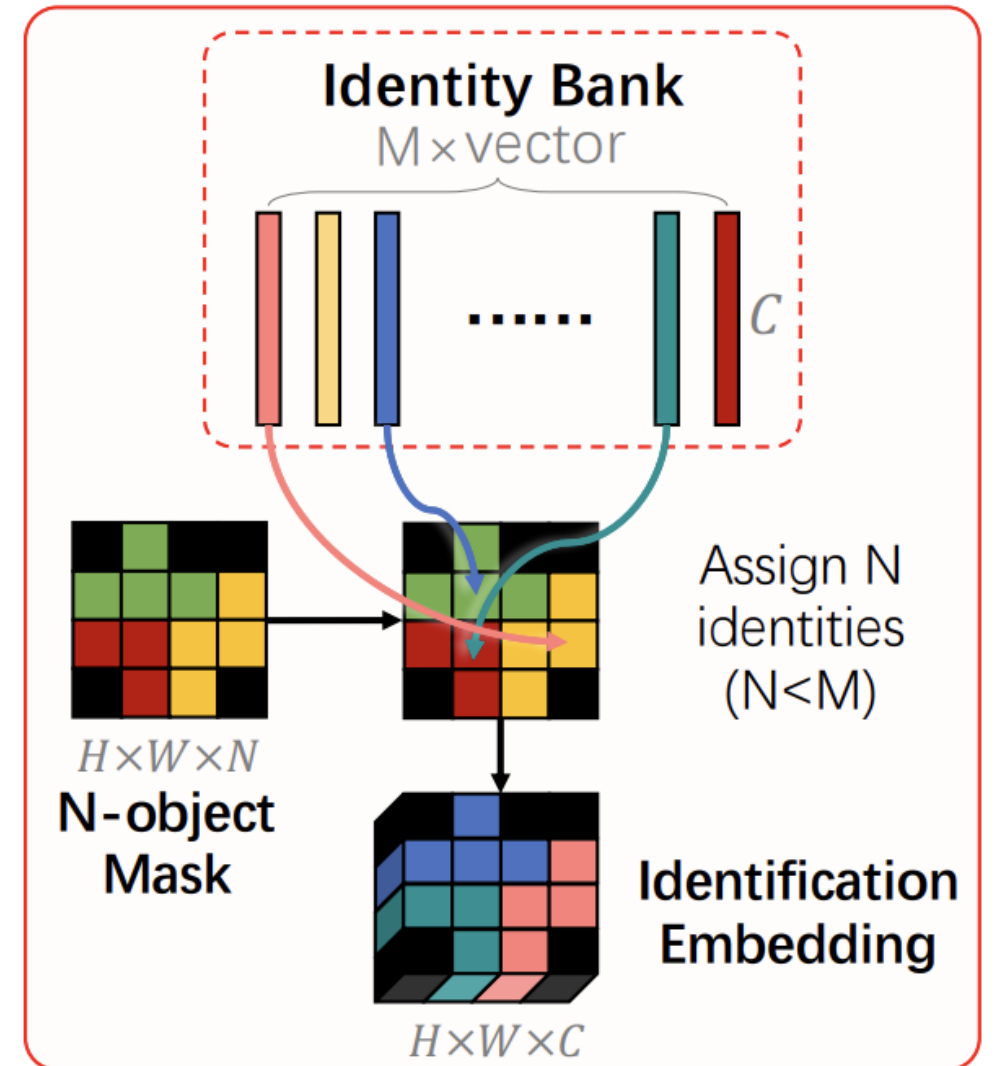 Identity Bank
M×vector
......
C
Assign N
identities
(N<M)
H×W×N
N-object
Mask
Identification
Embedding
H×W×C